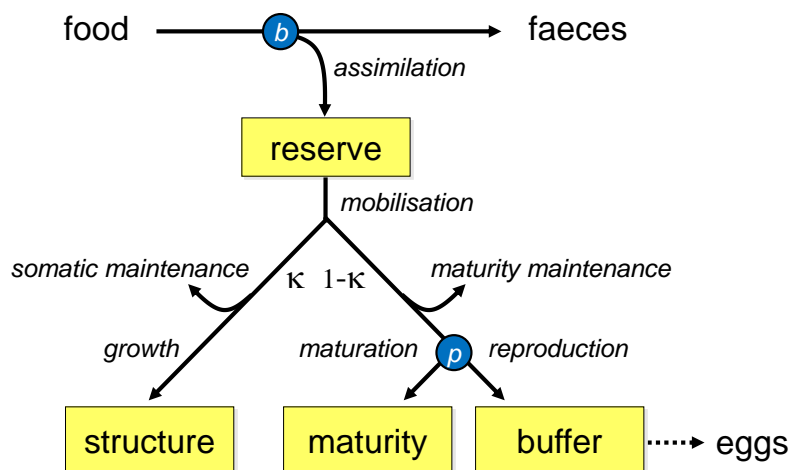 food b faeces
assimilation
reserve
mobilisation
somatic maintenance κ 1-κ maturity maintenance
growth maturation p reproduction
structure maturity buffer eggs